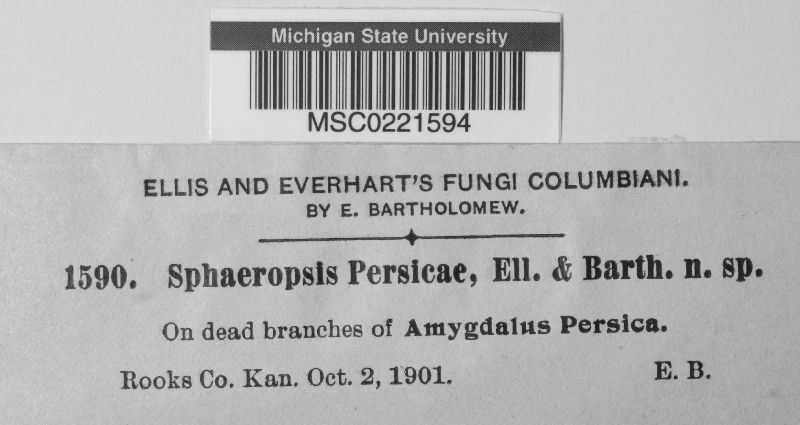 Michigan State University
MSC0221594
ELLIS AND EVERHART'S FUNGI COLUMBIANI.
BY E. BARTHOLOMEW.
1590. Sphaeropsis Persicae, Ell. & Barth. n. sp.
On dead branches of Amygdalus Persica.
Rooks Co. Kan. Oct. 2, 1901. E. B.